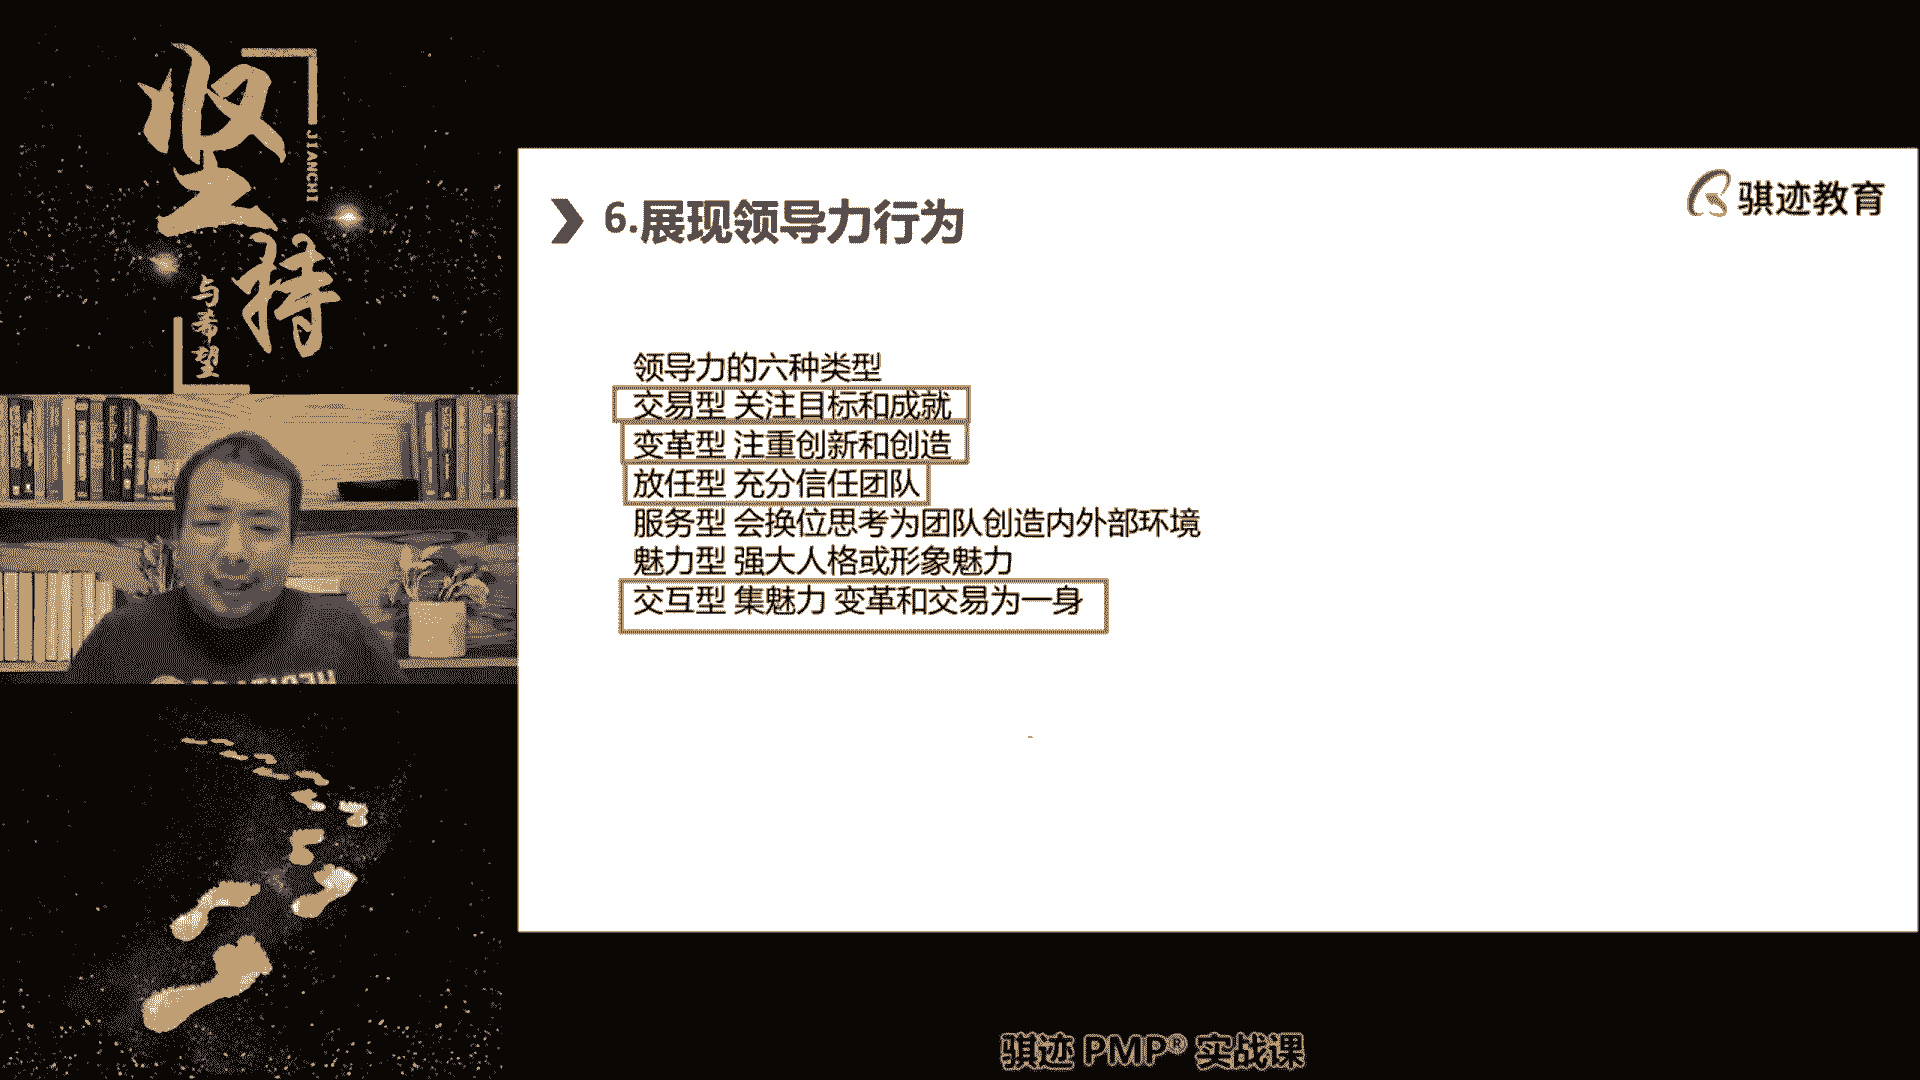 坚持
JIANCHI
与希望
骐迹教育
6.展现领导力行为
领导力的六种类型
交易型 关注目标和成就
变革型 注重创新和创造
放任型 充分信任团队
服务型 会换位思考为团队创造内外部环境
魅力型 强大人格或形象魅力
交互型 集魅力 变革和交易为一身
骐迹 PMP® 实战课